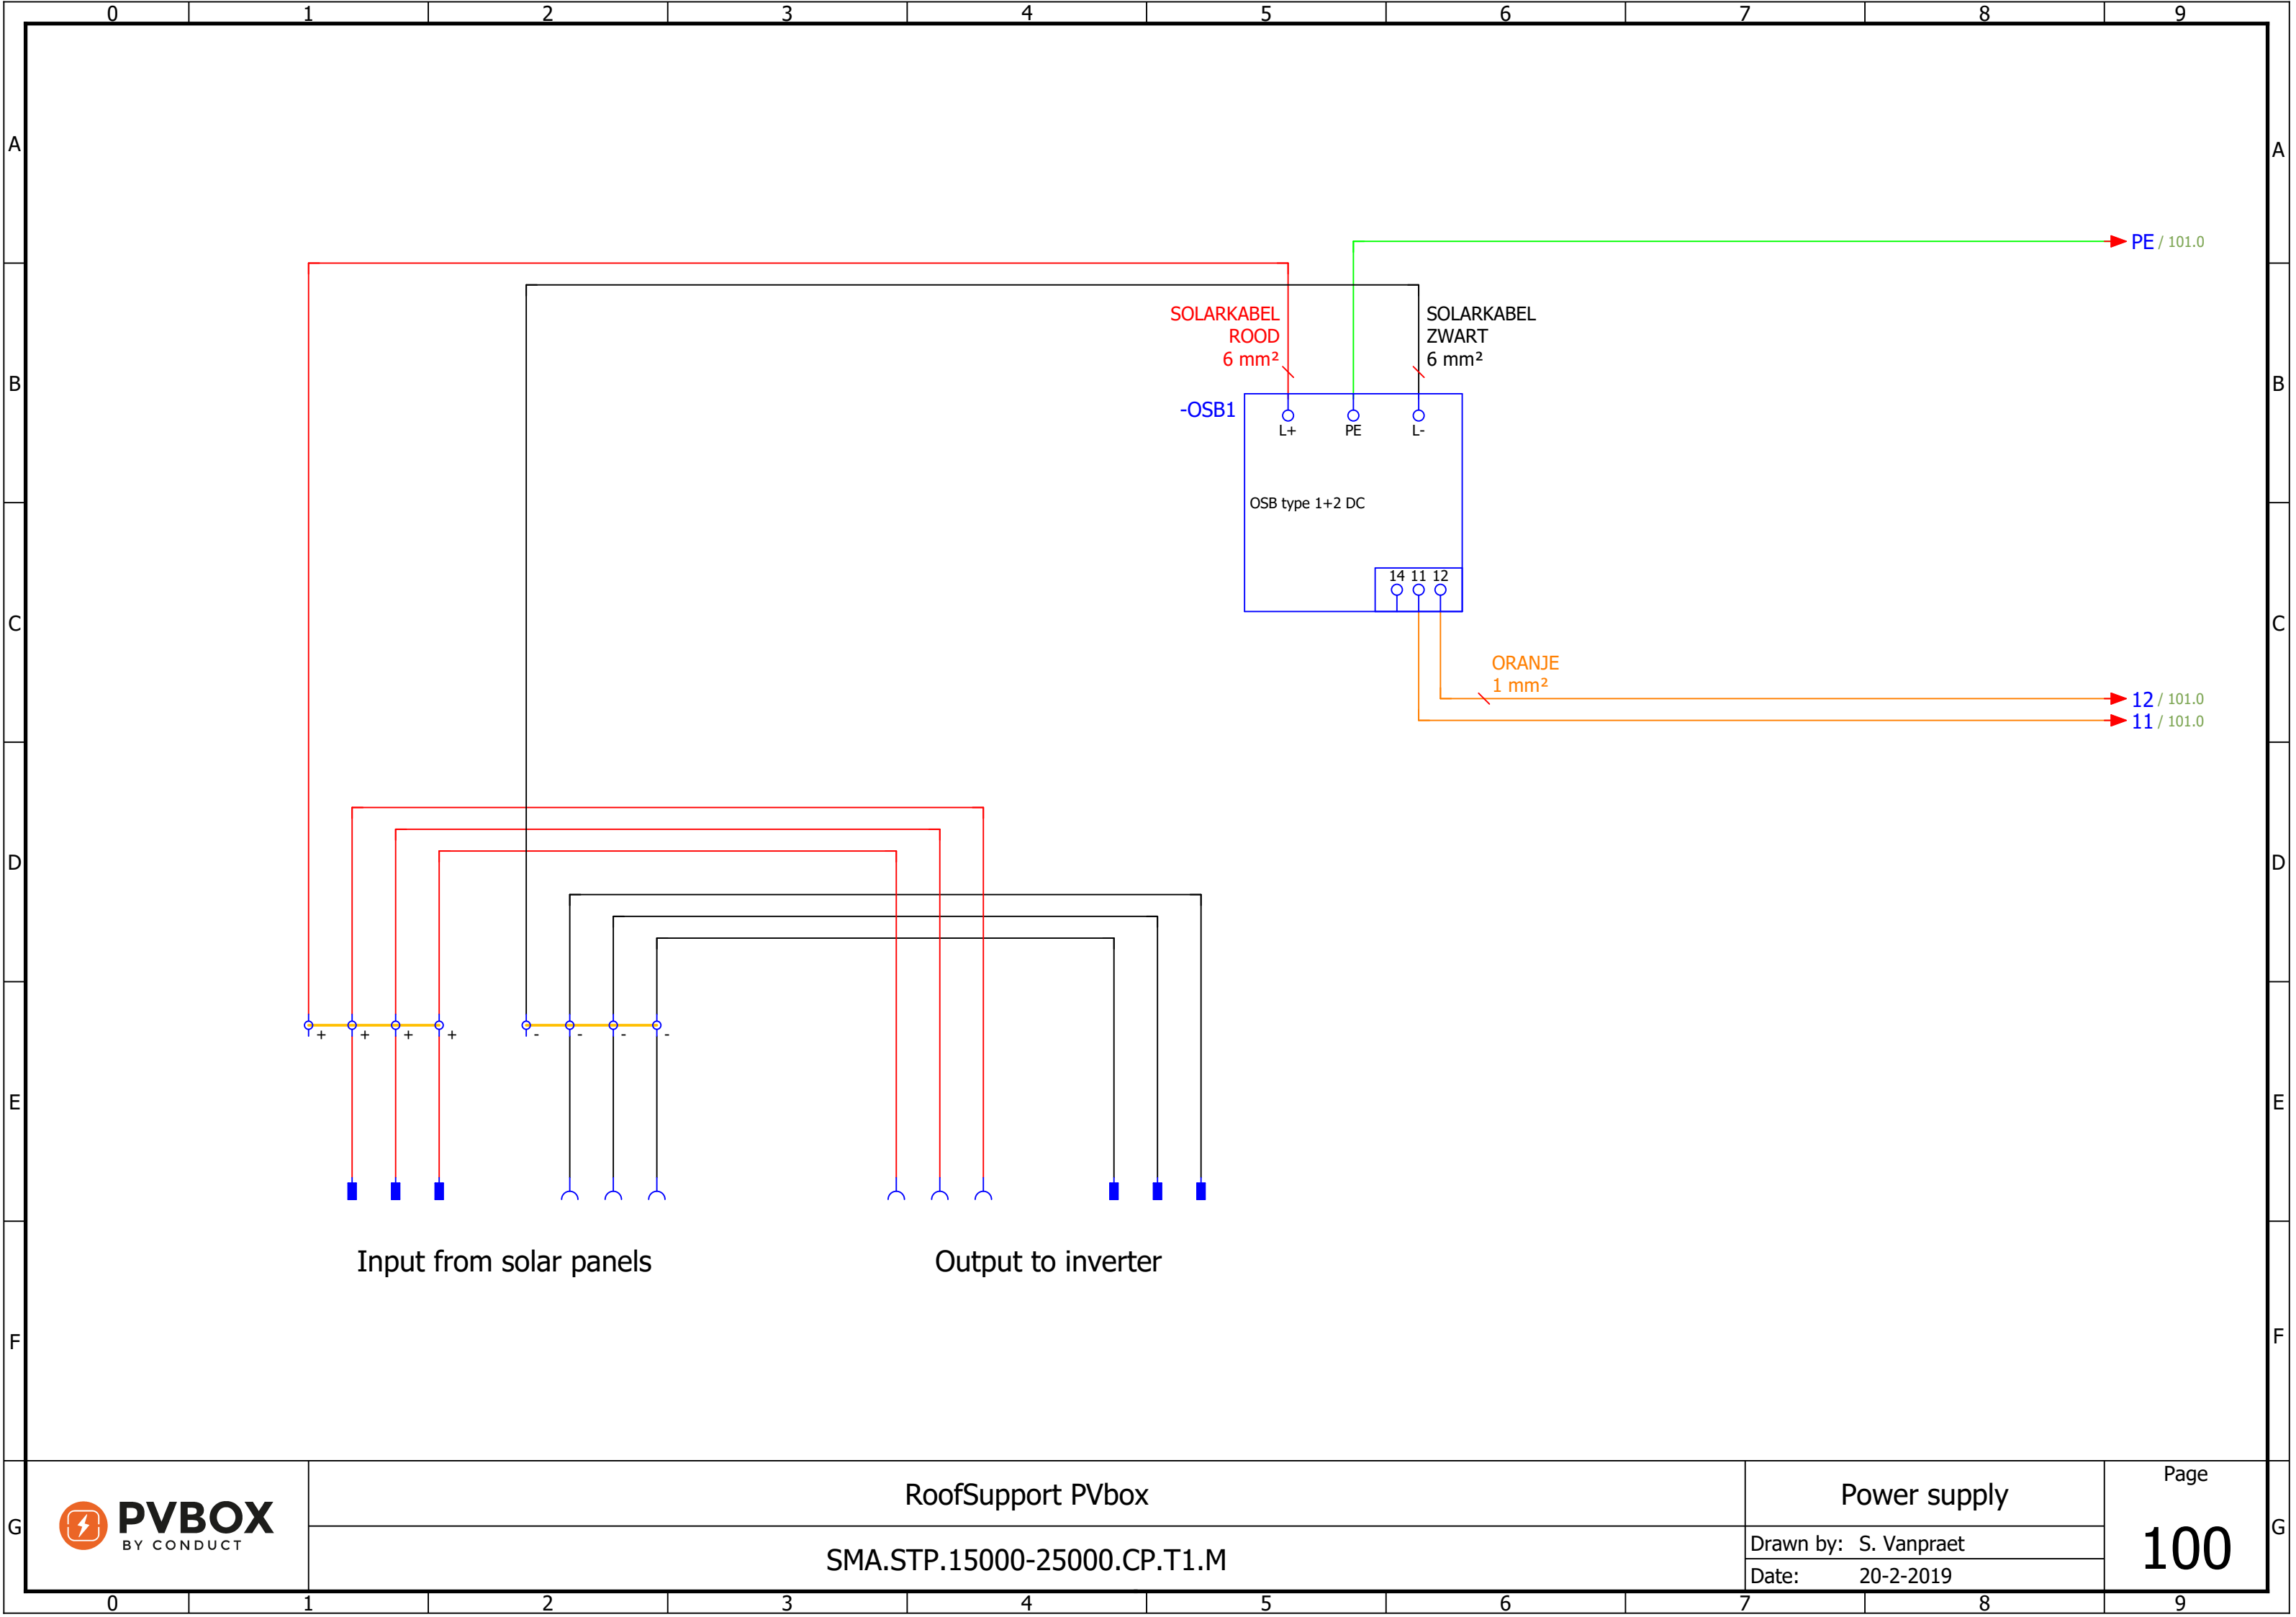 0 1 2 3 4 5 6 7 8 9
A A
PE / 101.0
SOLARKABEL
ROOD
6 mm²
SOLARKABEL
ZWART
6 mm²
B B
-OSB1
L+ PE L-
OSB type 1+2 DC
14 11 12
C C
ORANJE
1 mm²
12 / 101.0
11 / 101.0
D D
+ + + + - - - -
E E
Input from solar panels
Output to inverter
F F
G G
PVBOX
BY CONDUCT
RoofSupport PVbox
SMA.STP.15000-25000.CP.T1.M
Power supply
Drawn by: S. Vanpraet
Date: 20-2-2019
Page
100
0 1 2 3 4 5 6 7 8 9